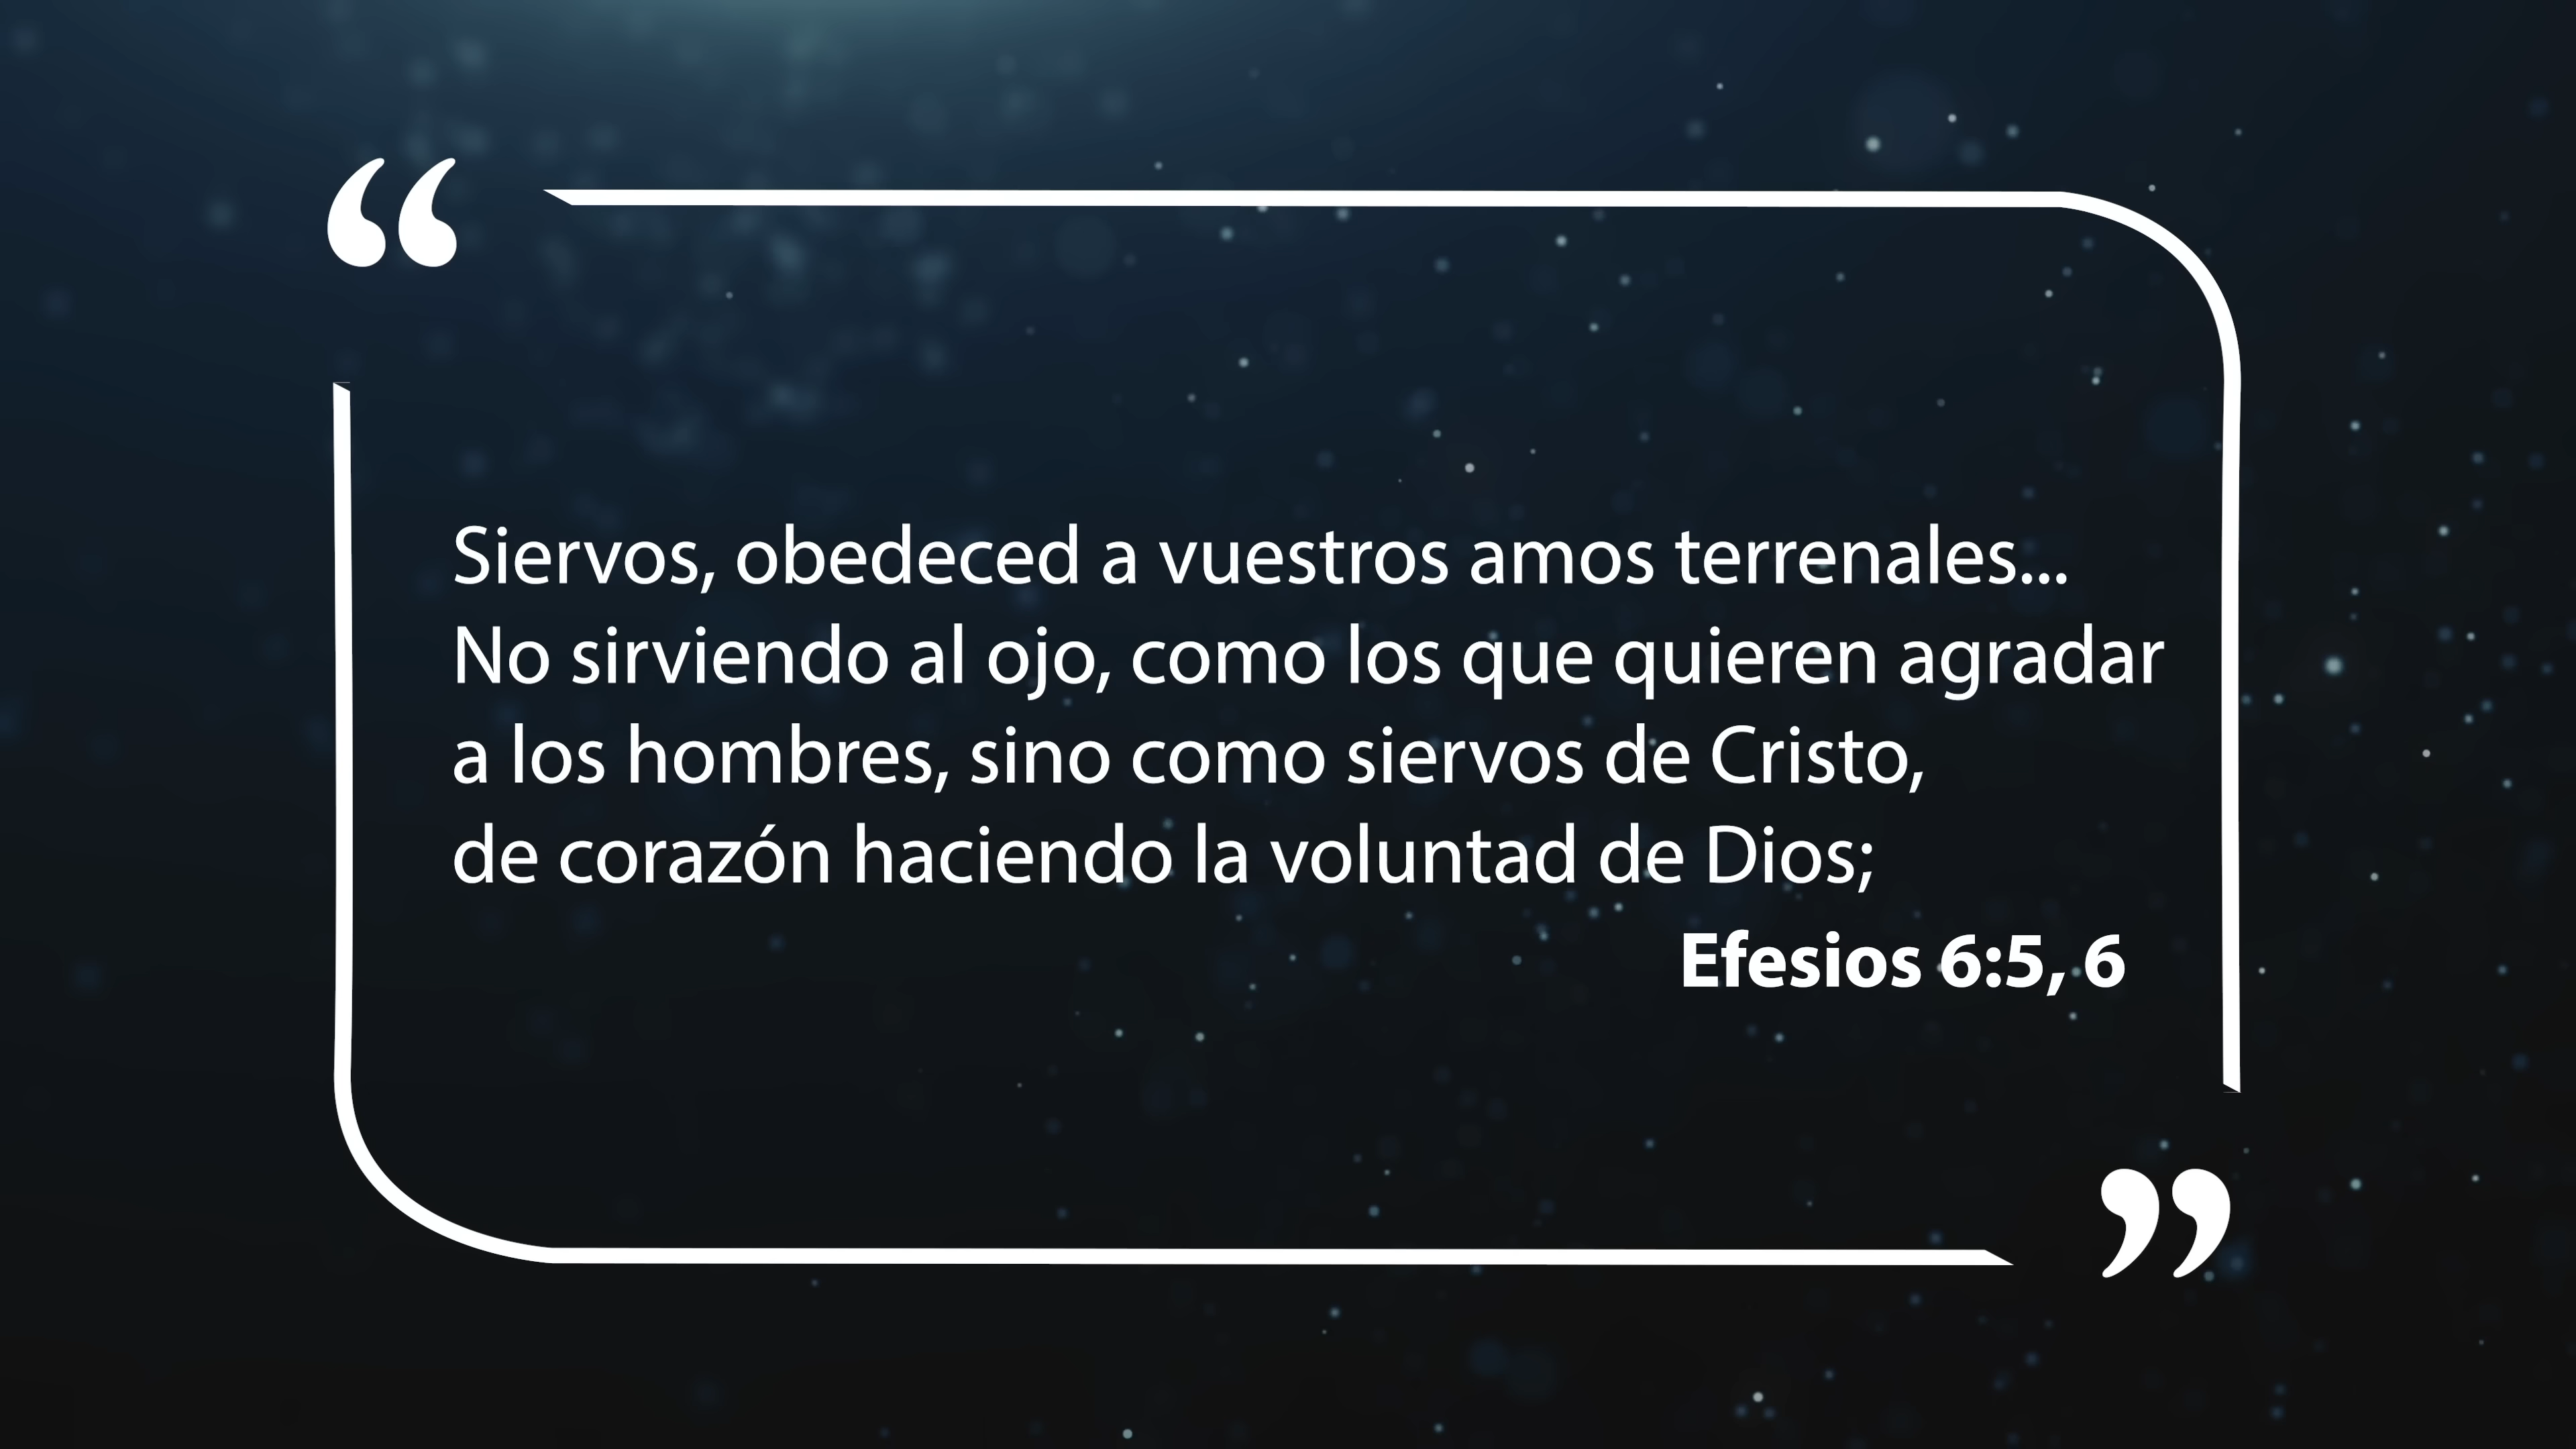 “
Siervos, obedeced a vuestros amos terrenales...
No sirviendo al ojo, como los que quieren agradar
a los hombres, sino como siervos de Cristo,
de corazón haciendo la voluntad de Dios;
Efesios 6:5, 6
”